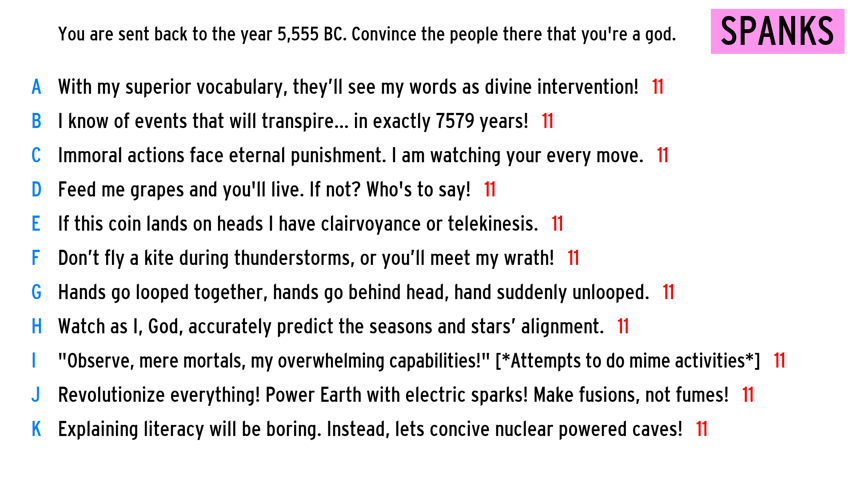 You are sent back to the year 5,555 BC. Convince the people there that you're a god.
SPANKS
A With my superior vocabulary, they’ll see my words as divine intervention! 11
B I know of events that will transpire... in exactly 7579 years! 11
C Immoral actions face eternal punishment. I am watching your every move. 11
D Feed me grapes and you'll live. If not? Who's to say! 11
E If this coin lands on heads I have clairvoyance or telekinesis. 11
F Don’t fly a kite during thunderstorms, or you’ll meet my wrath! 11
G Hands go looped together, hands go behind head, hand suddenly unlooped. 11
H Watch as I, God, accurately predict the seasons and stars’ alignment. 11
I "Observe, mere mortals, my overwhelming capabilities!" [*Attempts to do mime activities*] 11
J Revolutionize everything! Power Earth with electric sparks! Make fusions, not fumes! 11
K Explaining literacy will be boring. Instead, lets concive nuclear powered caves! 11